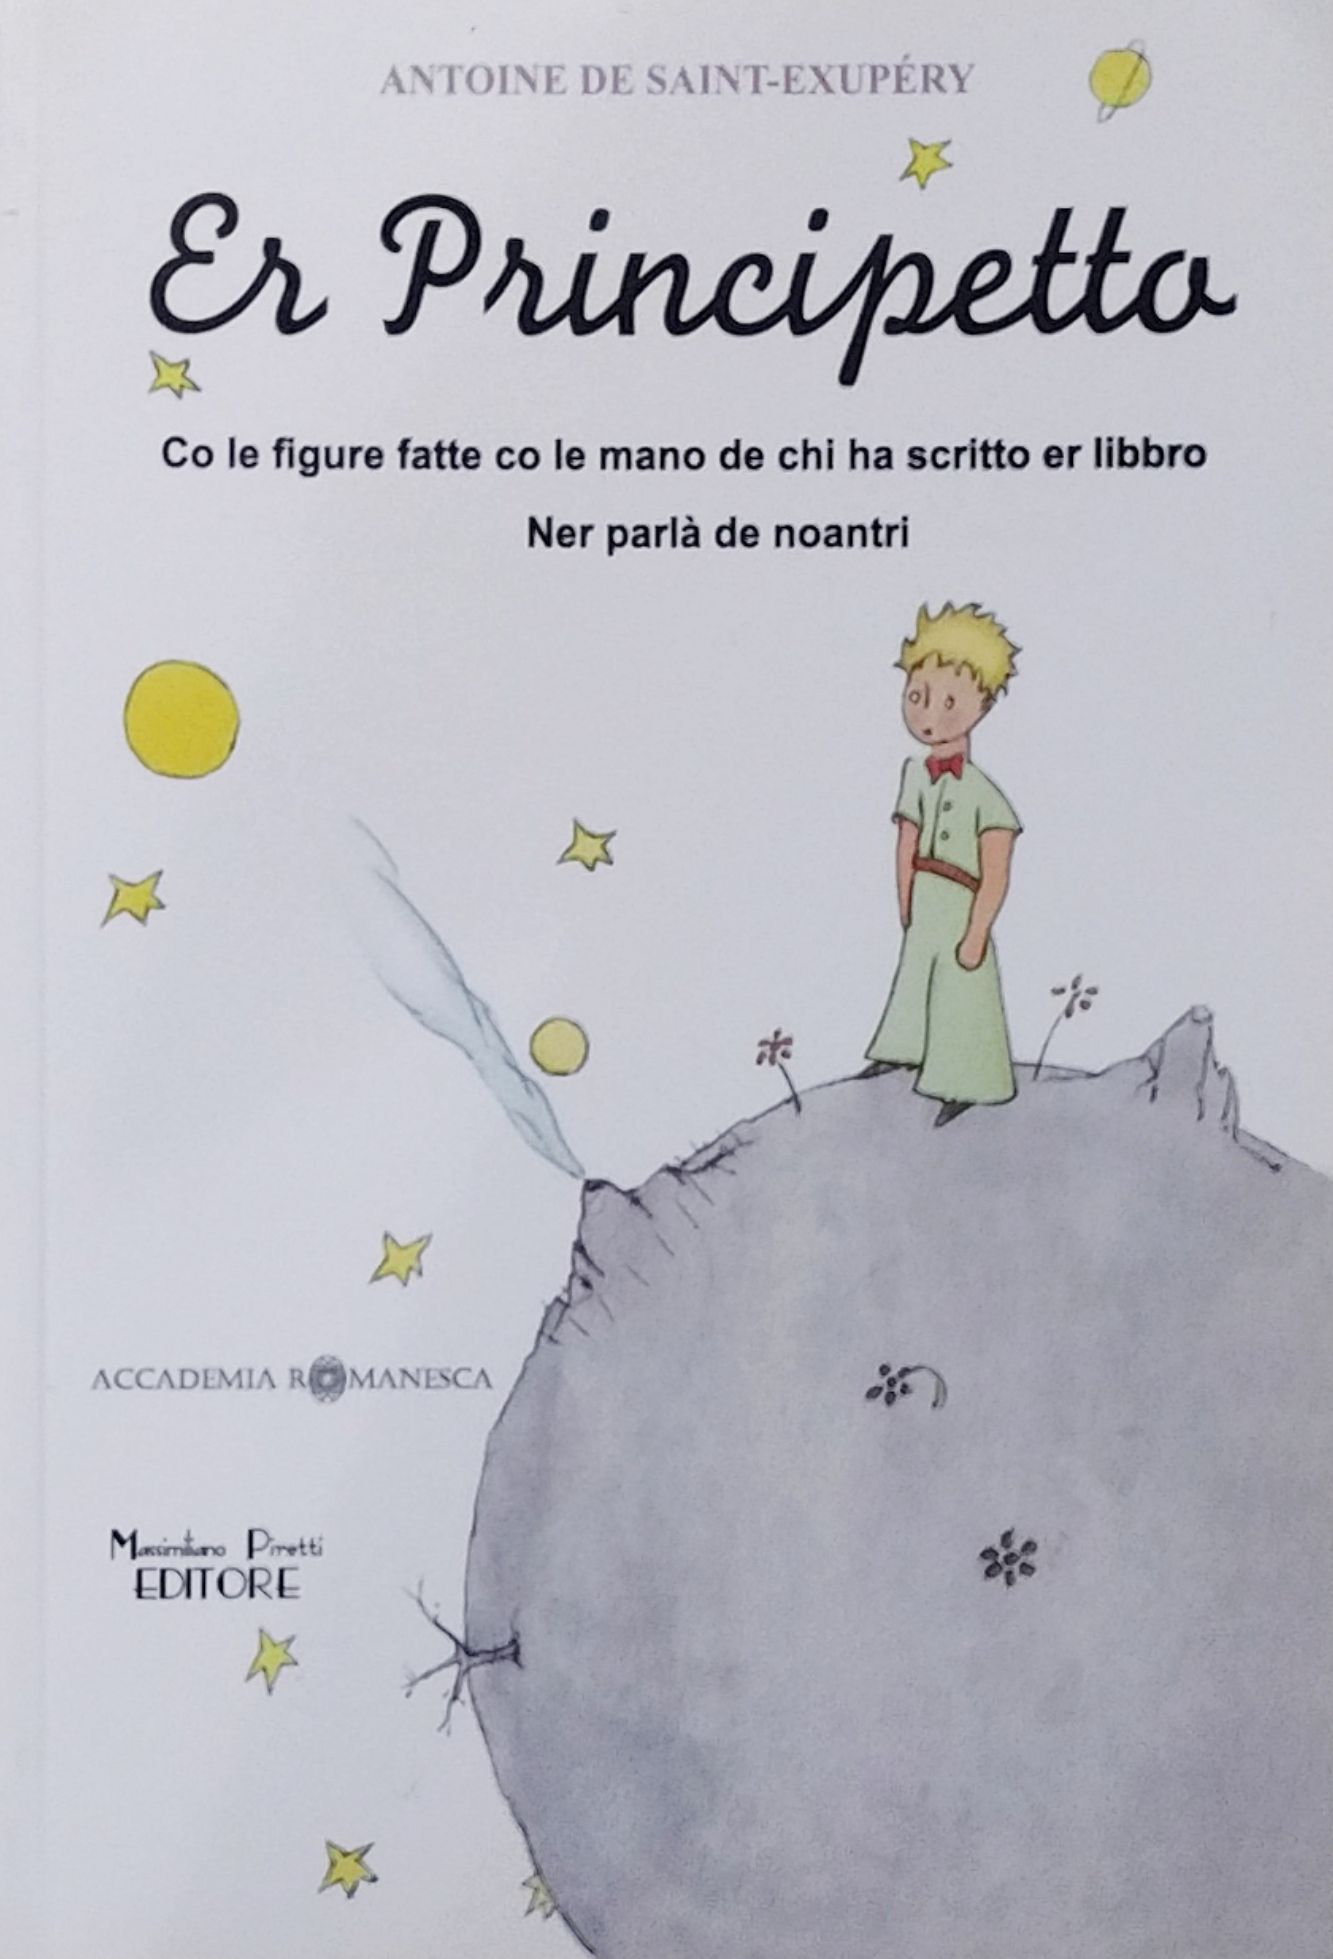 ANTOINE DE SAINT-EXUPÉRY
Er Principetto
Co le figure fatte co le mano de chi ha scritto er libbro
Ner parlà de noantri
ACCADEMIA ROMANESCA
Massimiliano Piretti
EDITORE